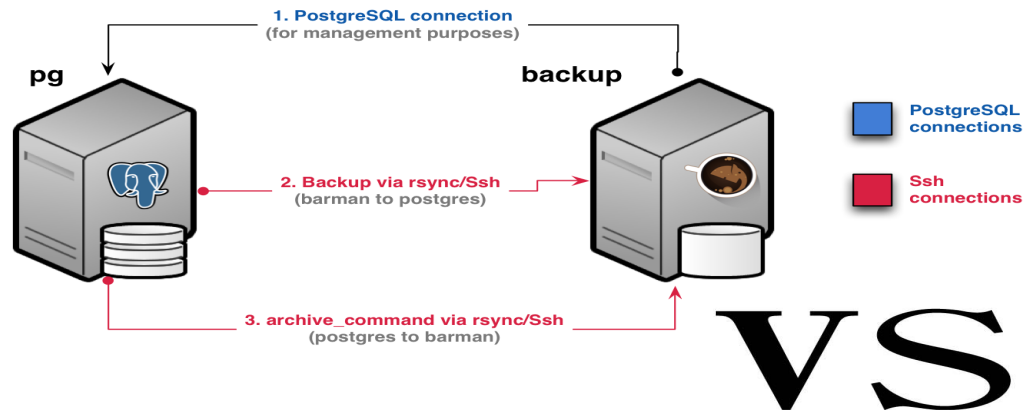 1. PostgreSQL connection
(for management purposes)
pg
backup
PostgreSQL
connections
2. Backup via rsync/Ssh
(barman to postgres)
Ssh
connections
3. archive_command via rsync/Ssh
(postgres to barman)
VS